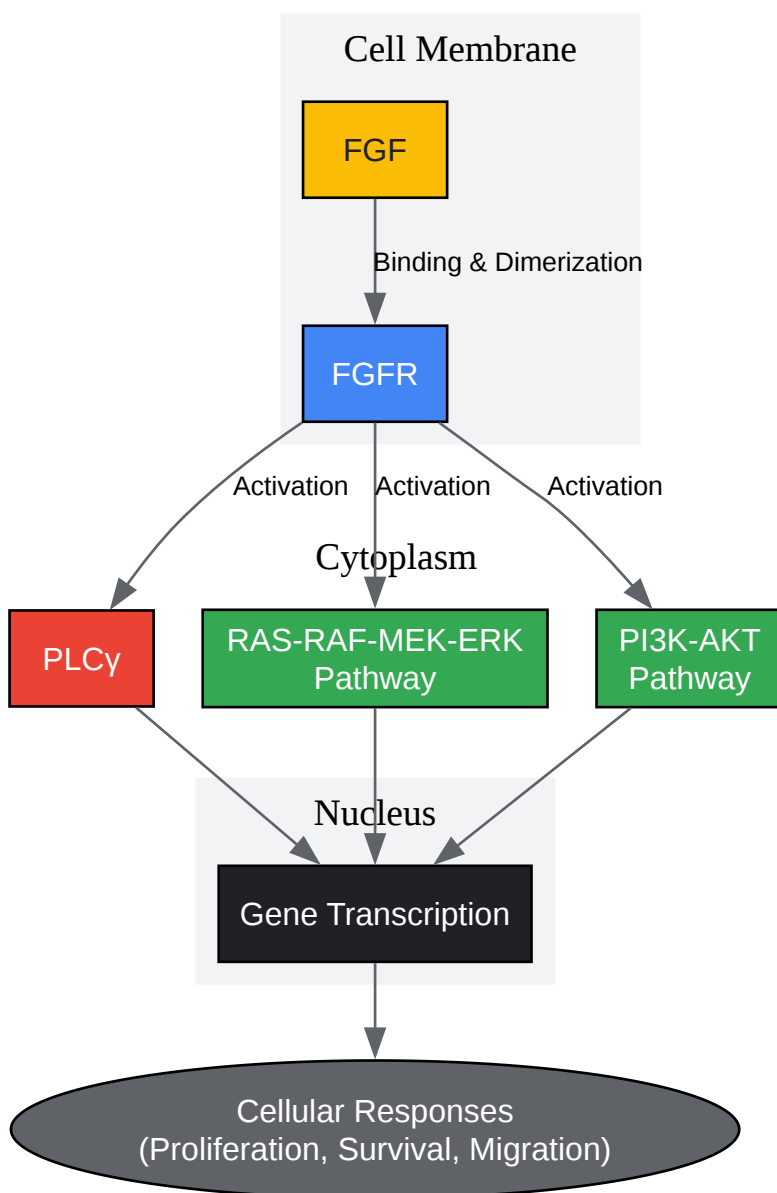 Cell Membrane
FGF
Binding & Dimerization
FGFR
Activation
Activation
Activation
Cytoplasm
PLCγ
RAS-RAF-MEK-ERK
Pathway
PI3K-AKT
Pathway
Nucleus
Gene Transcription
Cellular Responses
(Proliferation, Survival, Migration)